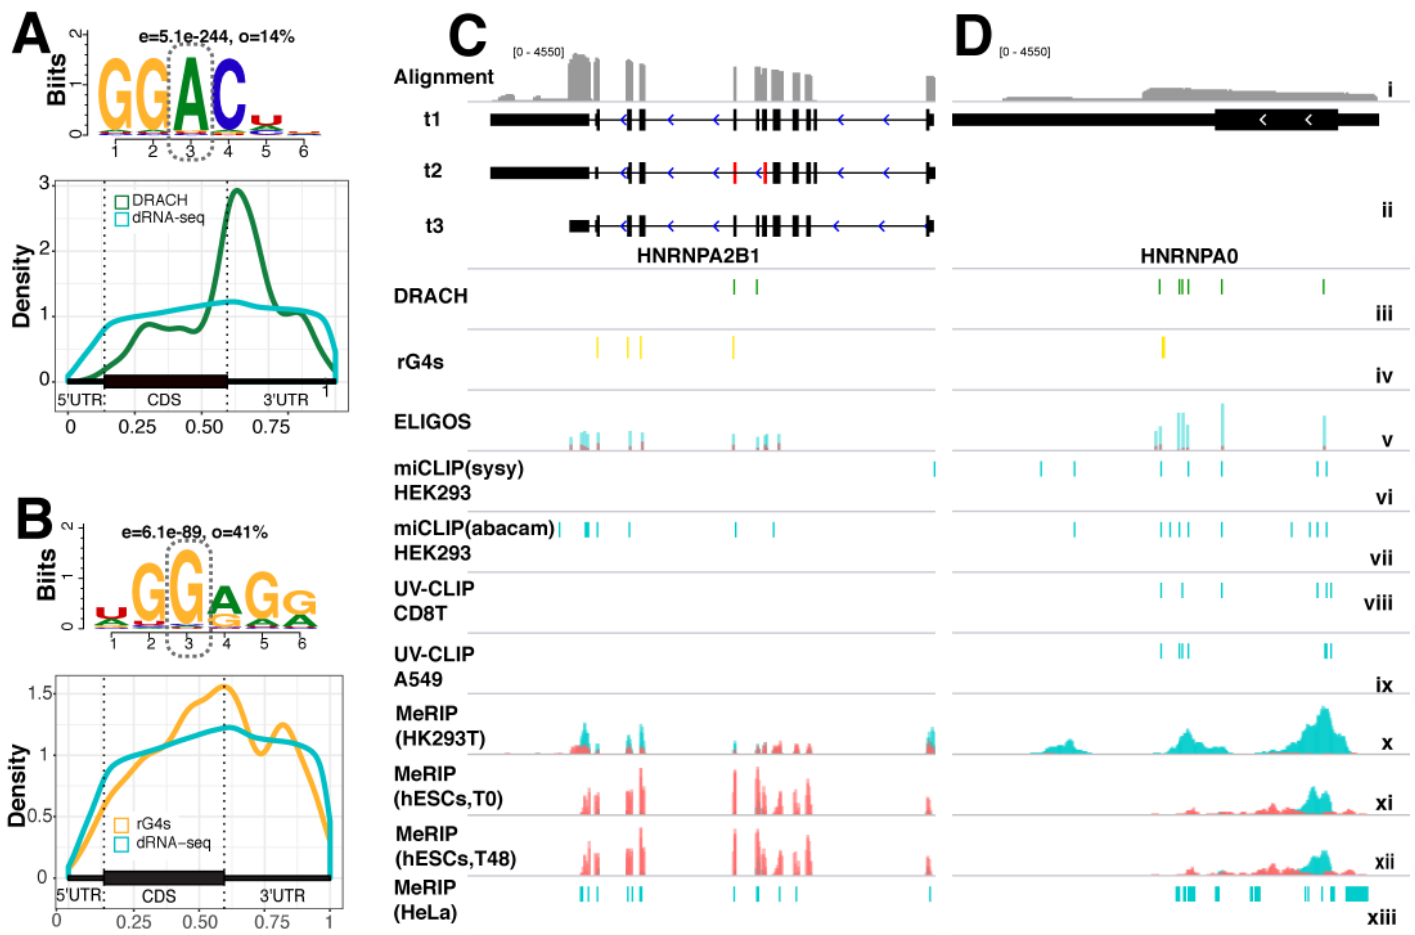 A
e=5.1e-244, o=14%
Biits
0 1 2
GGACU
1 2 3 4 5 6
3
2
1
0
Density
DRACH
dRNA-seq
5'UTR CDS 3'UTR 1
0 0.25 0.50 0.75
B
e=6.1e-89, o=41%
Biits
0 1 2
UGGAGG
1 2 3 4 5 6
1.5
1
0.5
0
Density
rG4s
dRNA-seq
5'UTR CDS 3'UTR
0 0.25 0.50 0.75 1
C D
[0 - 4550] [0 - 4550]
Alignment i
t1
t2
ii
t3
HNRNPA2B1 HNRNPA0
DRACH iii
rG4s iv
ELIGOS v
miCLIP(sysy)
HEK293 vi
miCLIP(abacam)
HEK293 vii
UV-CLIP
CD8T viii
UV-CLIP
A549 ix
MeRIP
(HK293T) x
MeRIP
(hESCs,T0) xi
MeRIP
(hESCs,T48) xii
MeRIP
(HeLa) xiii